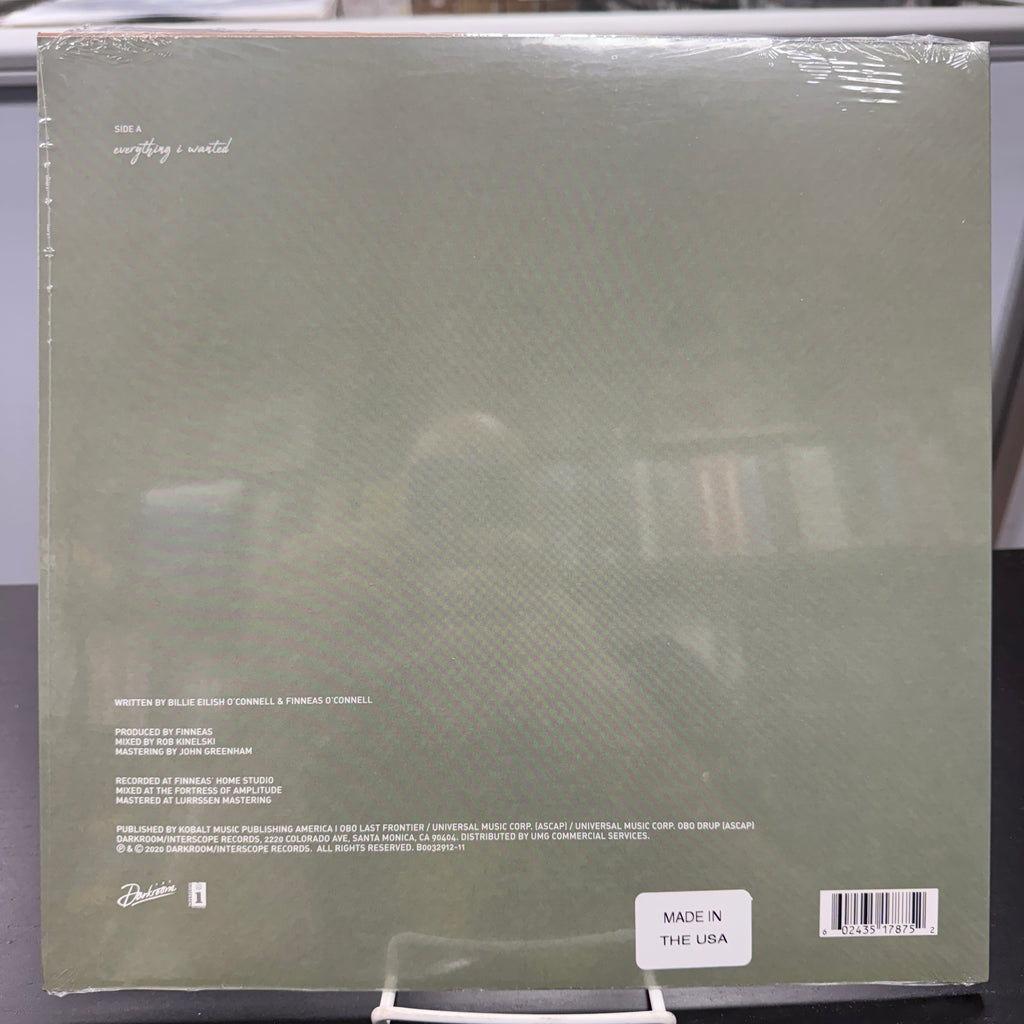 SIDE A
everything i wanted
WRITTEN BY BILLIE EILISH O'CONNELL & FINNEAS O'CONNELL
PRODUCED BY FINNEAS
MIXED BY ROB KINELSKI
MASTERING BY JOHN GREENHAM
RECORDED AT FINNEAS' HOME STUDIO
MIXED AT THE FORTRESS OF AMPLITUDE
MASTERED AT LURRSSEN MASTERING
PUBLISHED BY KOBALT MUSIC PUBLISHING AMERICA I OBO LAST FRONTIER / UNIVERSAL MUSIC CORP. (ASCAP) / UNIVERSAL MUSIC CORP. OBO DRUP (ASCAP)
DARKROOM/INTERSCOPE RECORDS, 2220 COLORADO AVE, SANTA MONICA, CA 90404. DISTRIBUTED BY UMG COMMERCIAL SERVICES.
℗ & © 2020 DARKROOM/INTERSCOPE RECORDS. ALL RIGHTS RESERVED. B0032912-11
Darkroom
i
MADE IN
THE USA
6 02435 17875 2